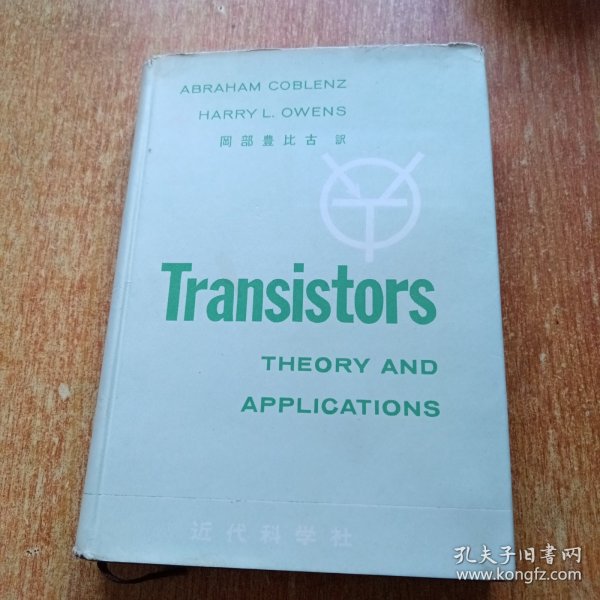 ABRAHAM COBLENZ
HARRY L. OWENS
岡部豊比古 訳
Transistors
THEORY AND
APPLICATIONS
近代科学社
孔夫子旧书网
www.kongfz.com